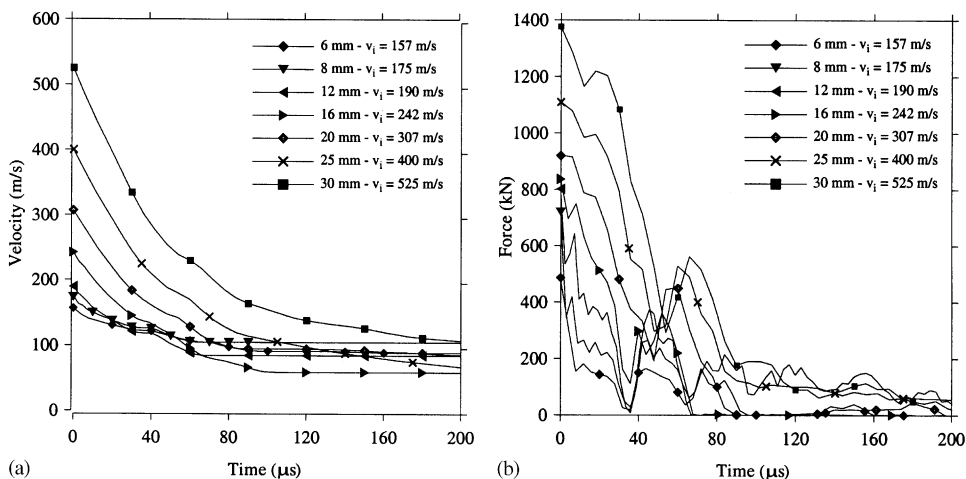 600
500
400
300
200
100
0
Velocity (m/s)
6 mm - vᵢ = 157 m/s
8 mm - vᵢ = 175 m/s
12 mm - vᵢ = 190 m/s
16 mm - vᵢ = 242 m/s
20 mm - vᵢ = 307 m/s
25 mm - vᵢ = 400 m/s
30 mm - vᵢ = 525 m/s
0 40 80 120 160 200
Time (μs)
(a)
1400
1200
1000
800
600
400
200
0
Force (kN)
6 mm - vᵢ = 157 m/s
8 mm - vᵢ = 175 m/s
12 mm - vᵢ = 190 m/s
16 mm - vᵢ = 242 m/s
20 mm - vᵢ = 307 m/s
25 mm - vᵢ = 400 m/s
30 mm - vᵢ = 525 m/s
0 40 80 120 160 200
Time (μs)
(b)